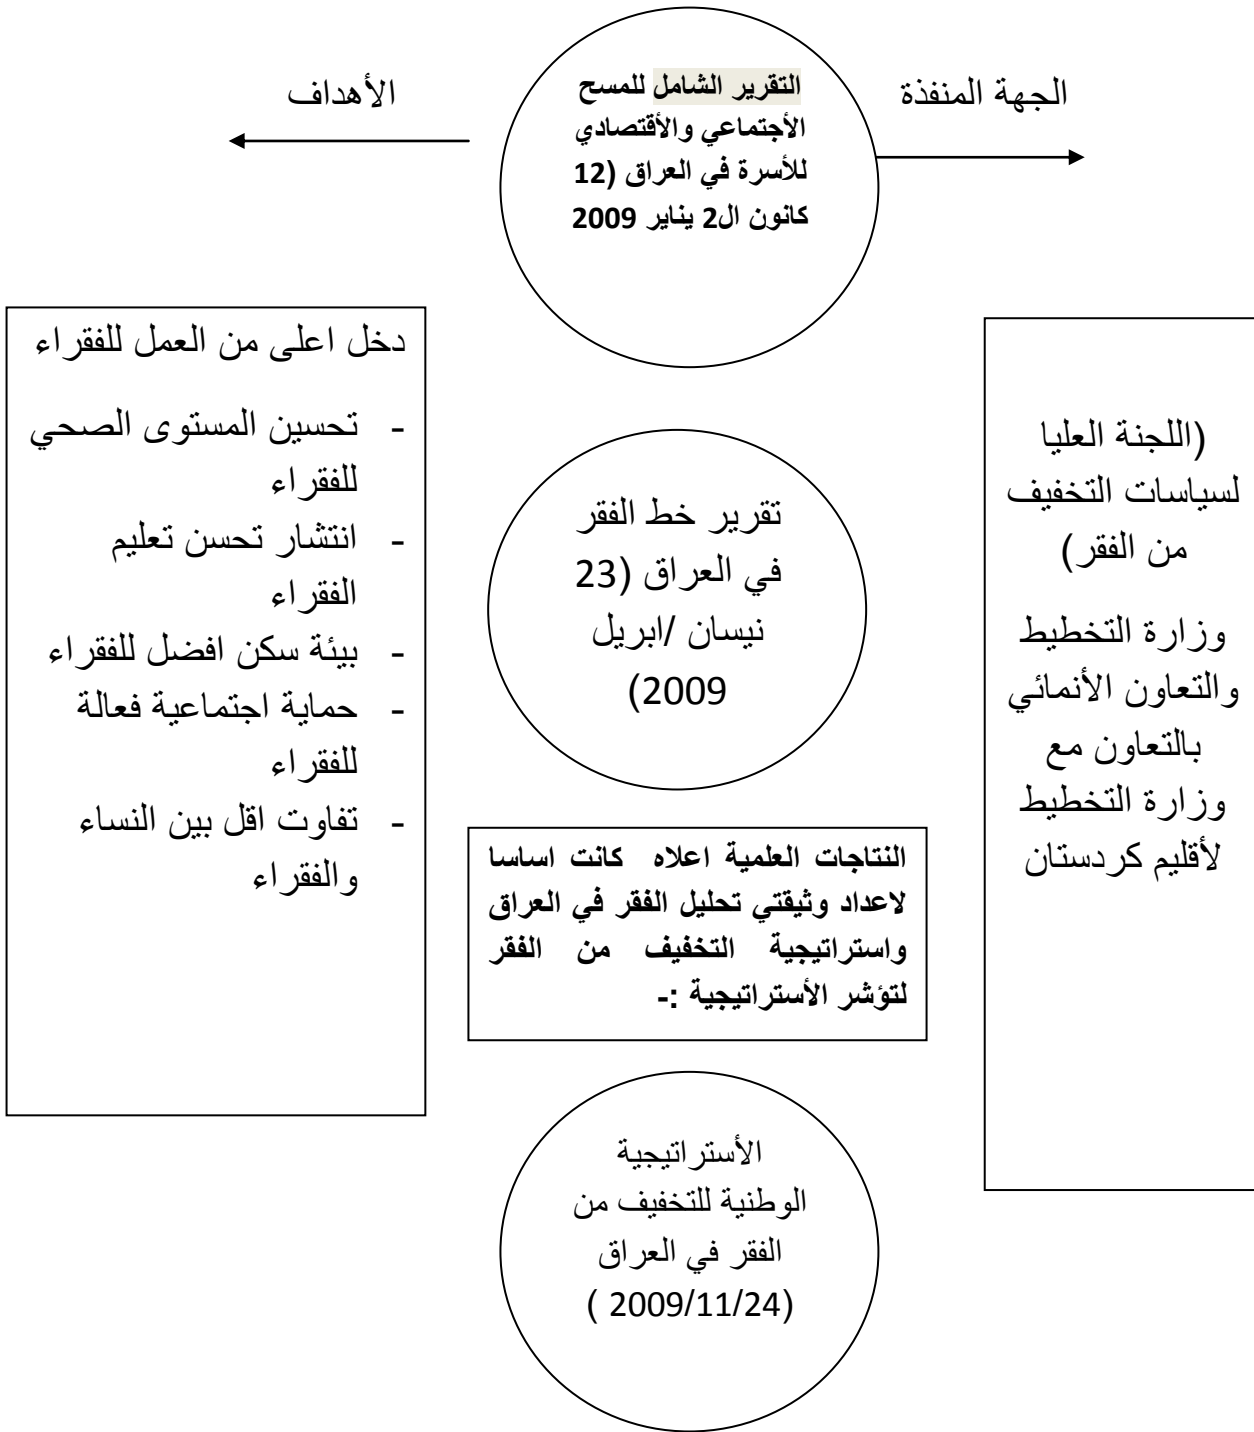 الجهة المنفذة
التقرير الشامل للمسح
الأجتماعي والأقتصادي
للأسرة في العراق (12
كانون ال2 يناير 2009
الأهداف
(اللجنة العليا
لسياسات التخفيف
من الفقر)
وزارة التخطيط
والتعاون الأنمائي
بالتعاون مع
وزارة التخطيط
لأقليم كردستان
تقرير خط الفقر
في العراق (23
نيسان /ابريل
2009)
دخل اعلى من العمل للفقراء
- تحسين المستوى الصحي
للفقراء
- انتشار تحسن تعليم
الفقراء
- بيئة سكن افضل للفقراء
- حماية اجتماعية فعالة
للفقراء
- تفاوت اقل بين النساء
والفقراء
النتاجات العلمية اعلاه كانت اساسا
لاعداد وثيقتي تحليل الفقر في العراق
واستراتيجية التخفيف من الفقر
لتؤشر الأستراتيجية :-
الأستراتيجية
الوطنية للتخفيف من
الفقر في العراق
(2009/11/24 )